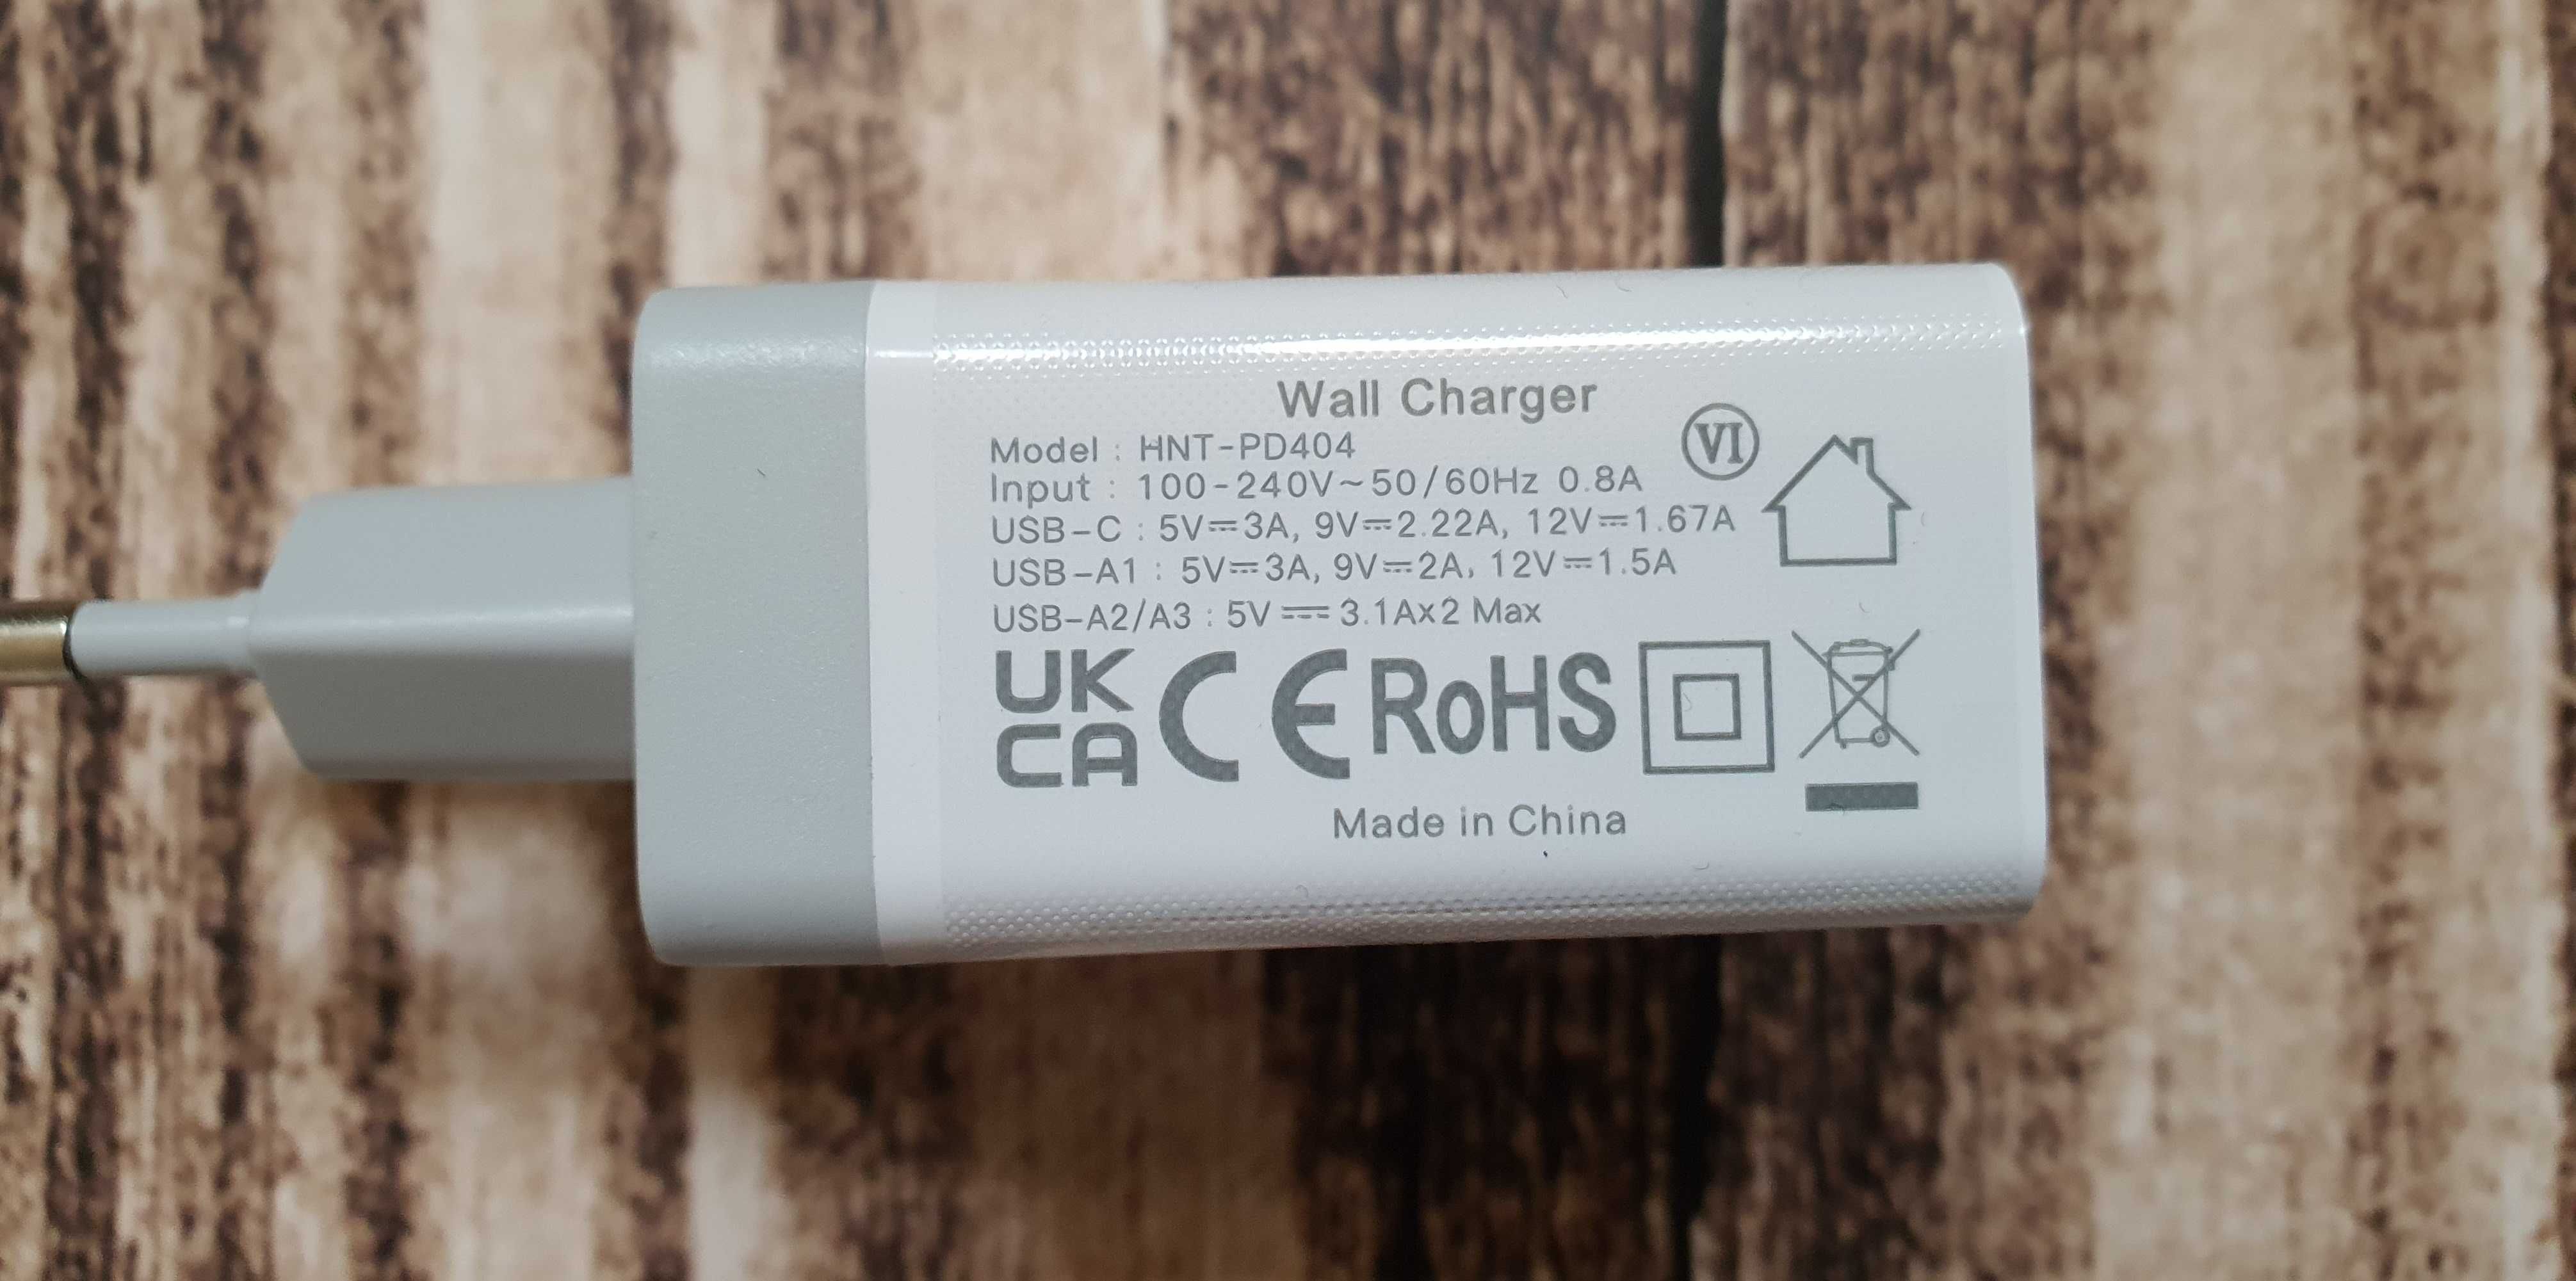 Wall Charger
Model : HNT-PD404
VI
Input : 100-240V~50/60Hz 0.8A
USB-C : 5V⎓3A, 9V⎓2.22A, 12V⎓1.67A
USB-A1 : 5V⎓3A, 9V⎓2A, 12V⎓1.5A
USB-A2/A3 : 5V⎓3.1Ax2 Max
UK
CA CE RoHS
Made in China